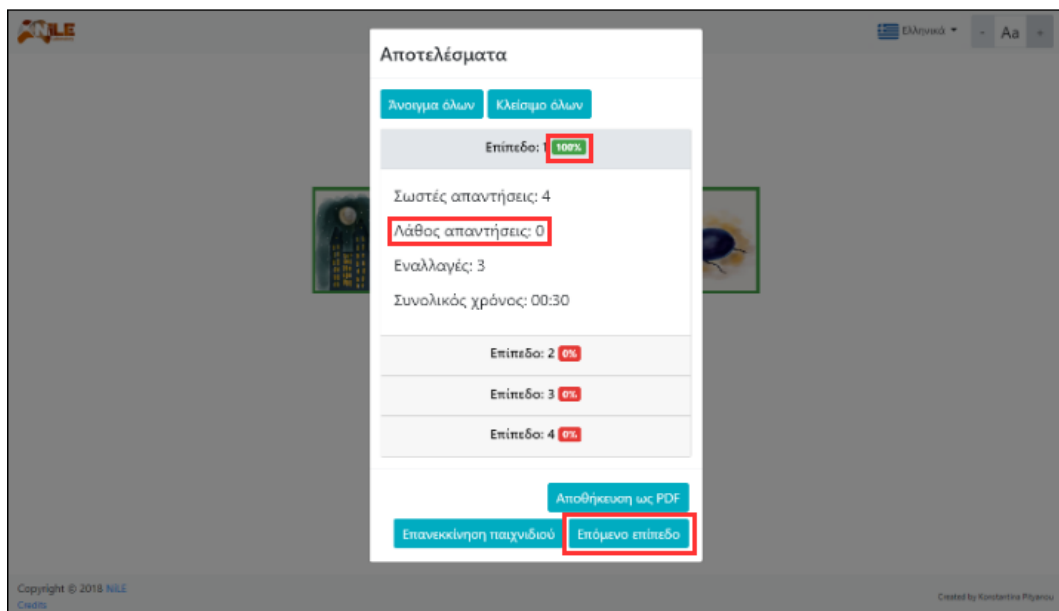 NiLE
Ελληνικά
- Aa +
Αποτελέσματα
Άνοιγμα όλων Κλείσιμο όλων
Επίπεδο: 1 100%
Σωστές απαντήσεις: 4
Λάθος απαντήσεις: 0
Εναλλαγές: 3
Συνολικός χρόνος: 00:30
Επίπεδο: 2 0%
Επίπεδο: 3 0%
Επίπεδο: 4 0%
Αποθήκευση ως PDF
Επανεκκίνηση παιχνιδιού Επόμενο επίπεδο
Copyright © 2018 NiLE
Credits
Created by Konstantina Pilyanou